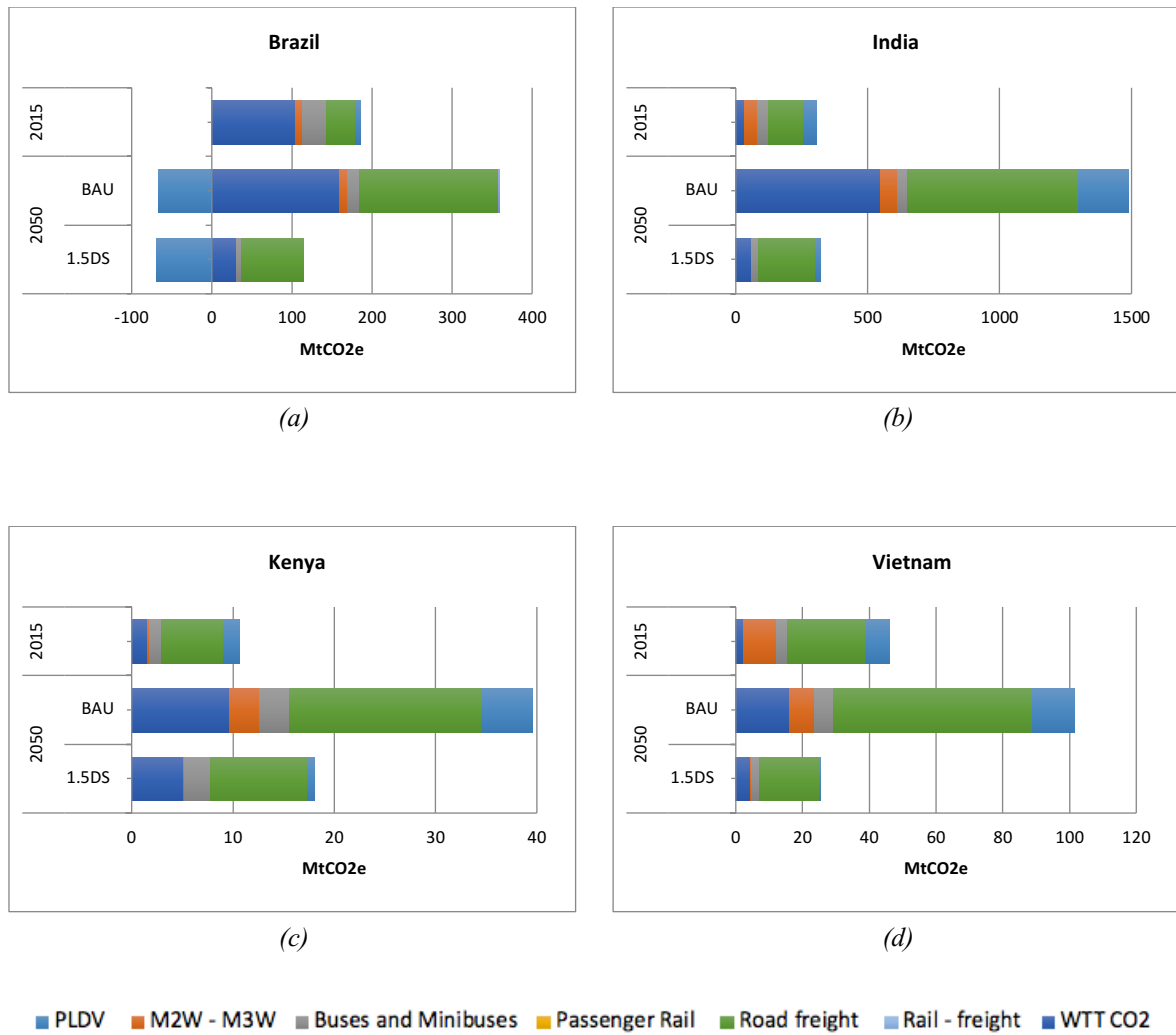 Brazil
2015
BAU
2050
1.5DS
-100 0 100 200 300 400
MtCO2e
(a)
India
2015
BAU
2050
1.5DS
0 500 1000 1500
MtCO2e
(b)
Kenya
2015
BAU
2050
1.5DS
0 10 20 30 40
MtCO2e
(c)
Vietnam
2015
BAU
2050
1.5DS
0 20 40 60 80 100 120
MtCO2e
(d)
PLDV M2W - M3W Buses and Minibuses Passenger Rail Road freight Rail - freight WTT CO2